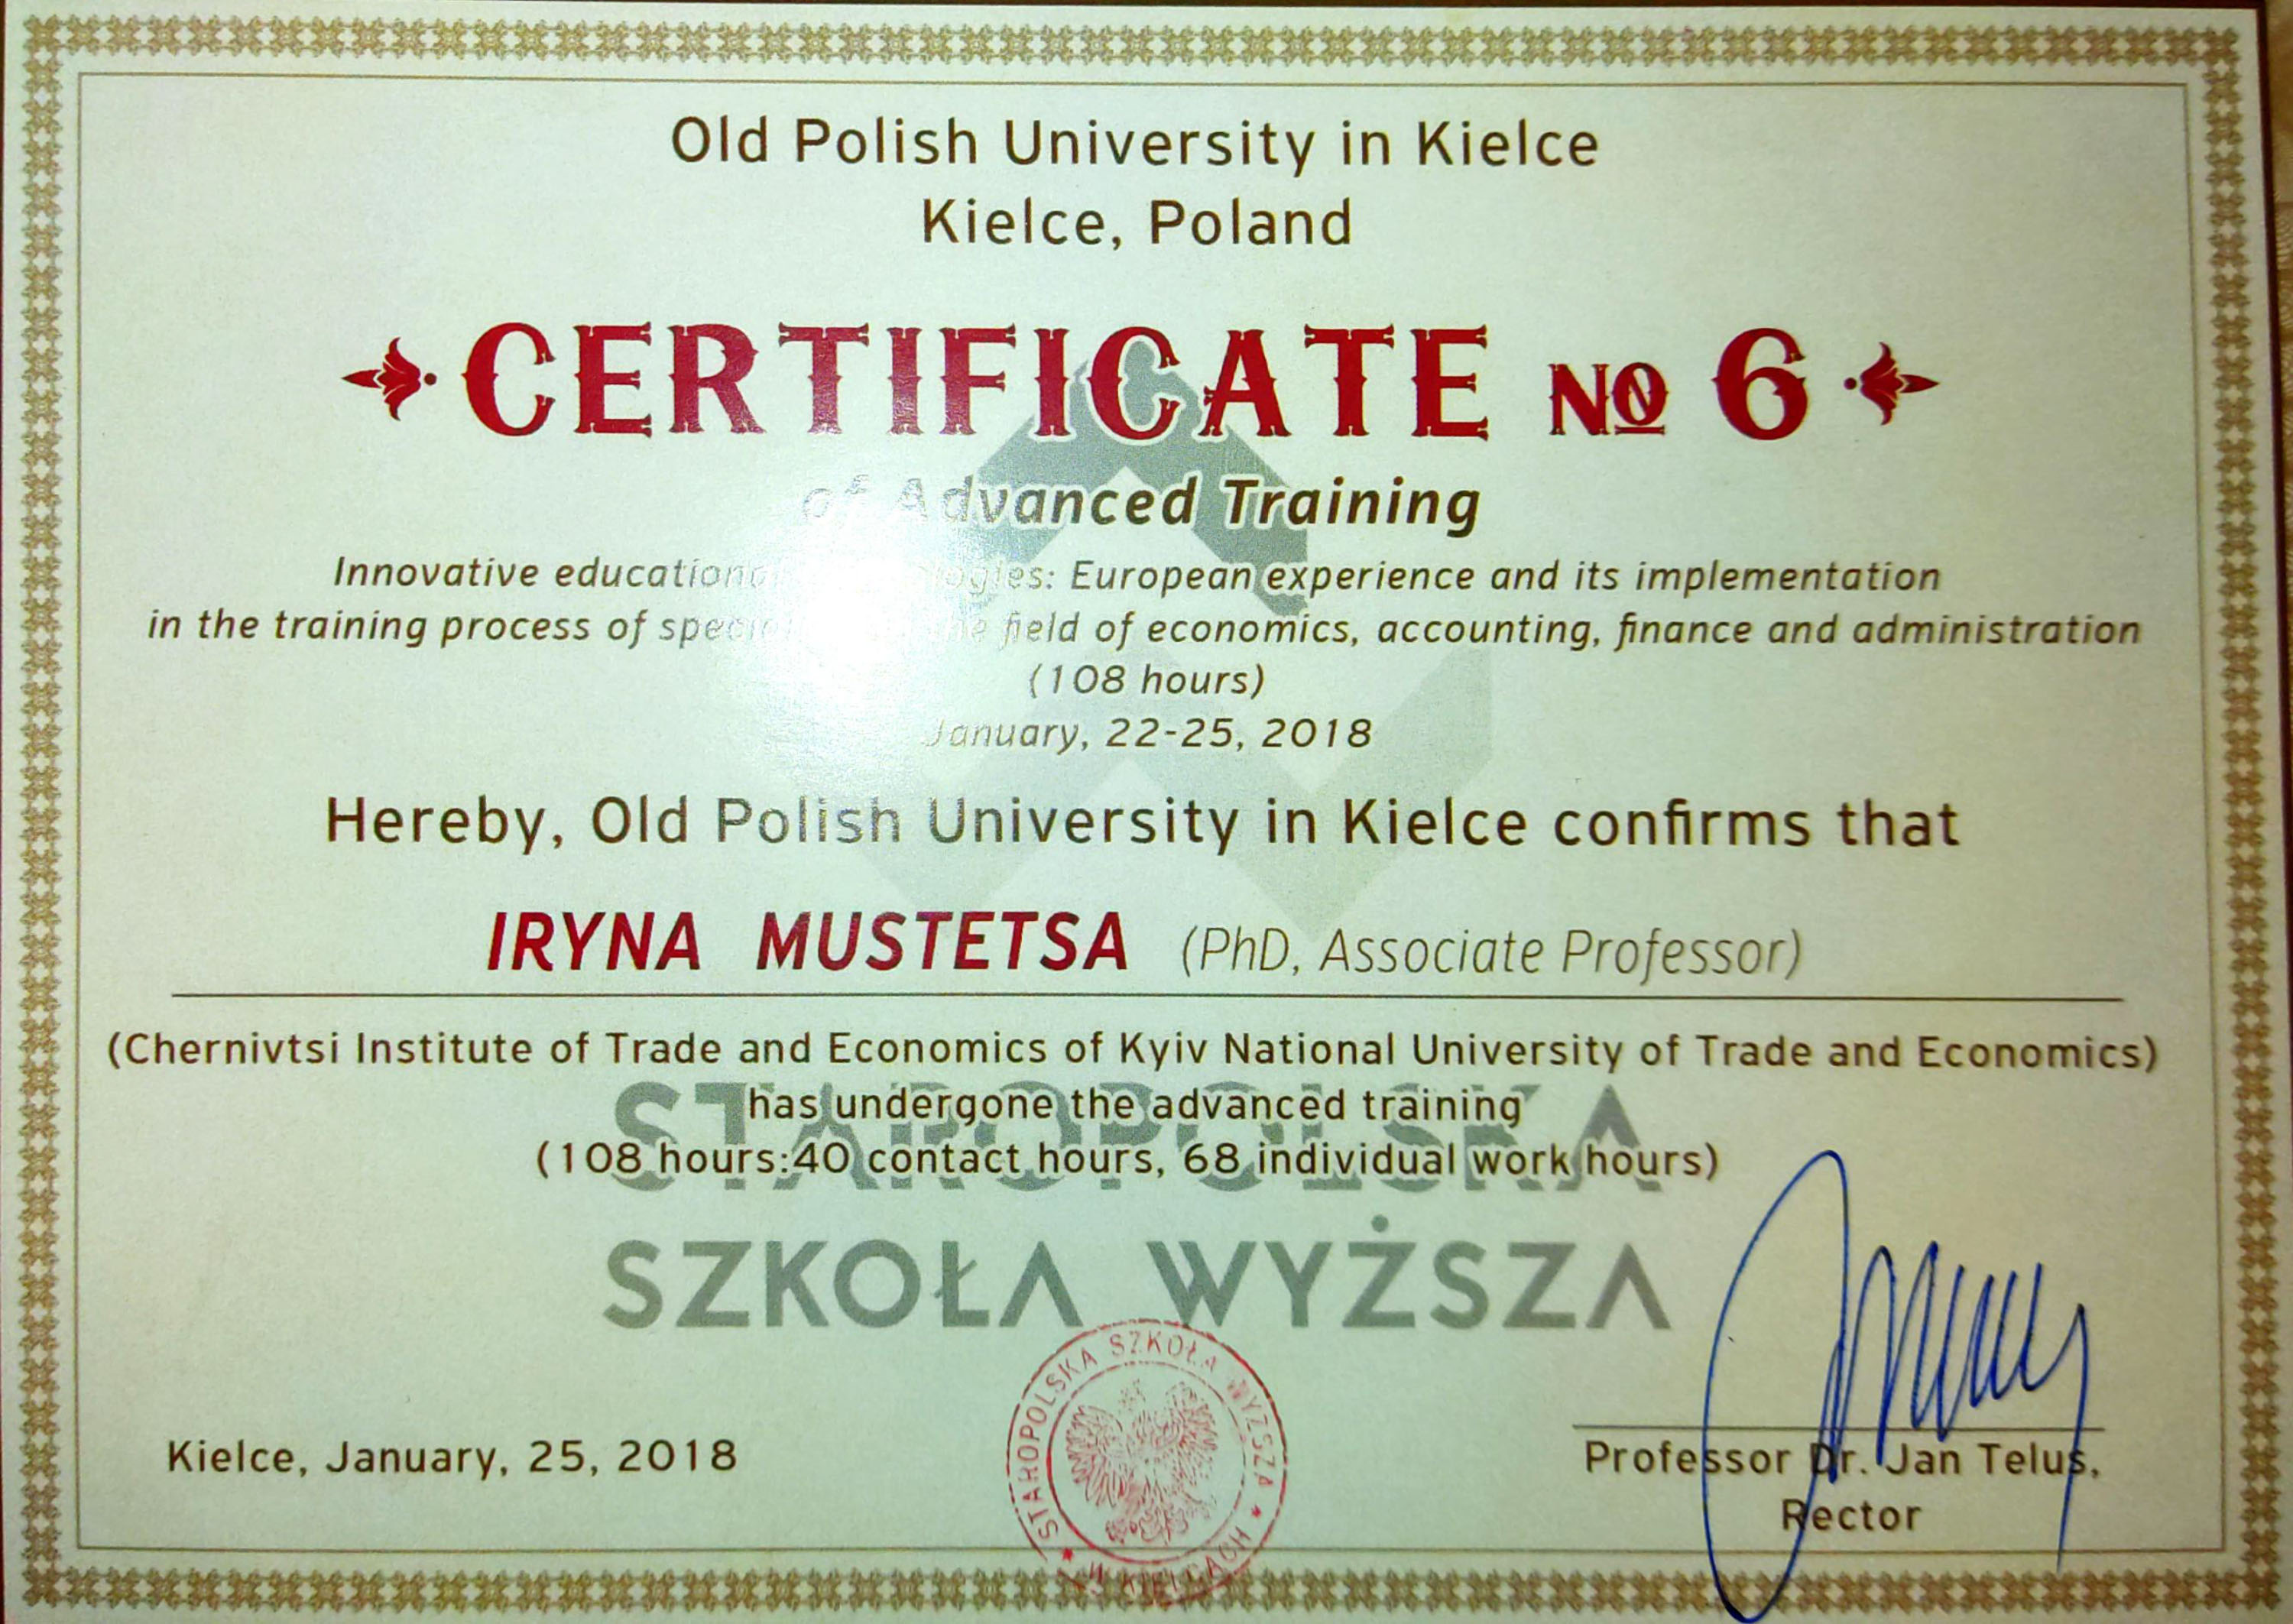 Old Polish University in Kielce
Kielce, Poland
CERTIFICATE № 6
of Advanced Training
Innovative European experience and its implementation
in the training process of field of economics, accounting, finance and administration
(108 hours)
January, 22-25, 2018
Hereby, Old Polish University in Kielce confirms that
IRYNA MUSTETSA (PhD, Associate Professor)
(Chernivtsi Institute of Trade and Economics of Kyiv National University of Trade and Economics)
has undergone the advanced training
(108 hours:40 contact hours, 68 individual work hours)
STAROPOLSKA
SZKOŁA WYŻSZA
STAROPOLSKA SZKOŁA WYŻSZA
W KIELCACH
Kielce, January, 25, 2018
Professor Dr. Jan Telus,
Rector